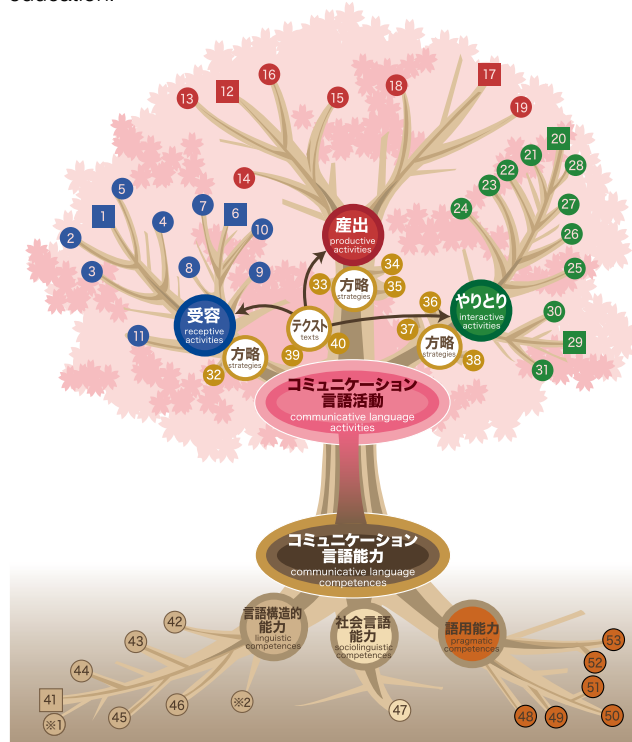 education.
16
12
17
18
13
15
19
20
21
28
22
14
23
5
7
1
6
24
27
4
10
2
産出
productive
activities
26
3
8
9
34
25
33
方略
strategies
35
36
やりとり
interactive
activities
受容
receptive
activities
テクスト
texts
30
37
11
40
方略
strategies
29
39
方略
strategies
38
31
32
コミュニケーション
言語活動
communicative language
activities
コミュニケーション
言語能力
communicative language
competences
言語構造的
能力
linguistic
competences
社会言語
能力
sociolinguistic
competences
語用能力
pragmatic
competences
42
43
53
52
44
51
41
46
※2
47
※1
45
48
49
50